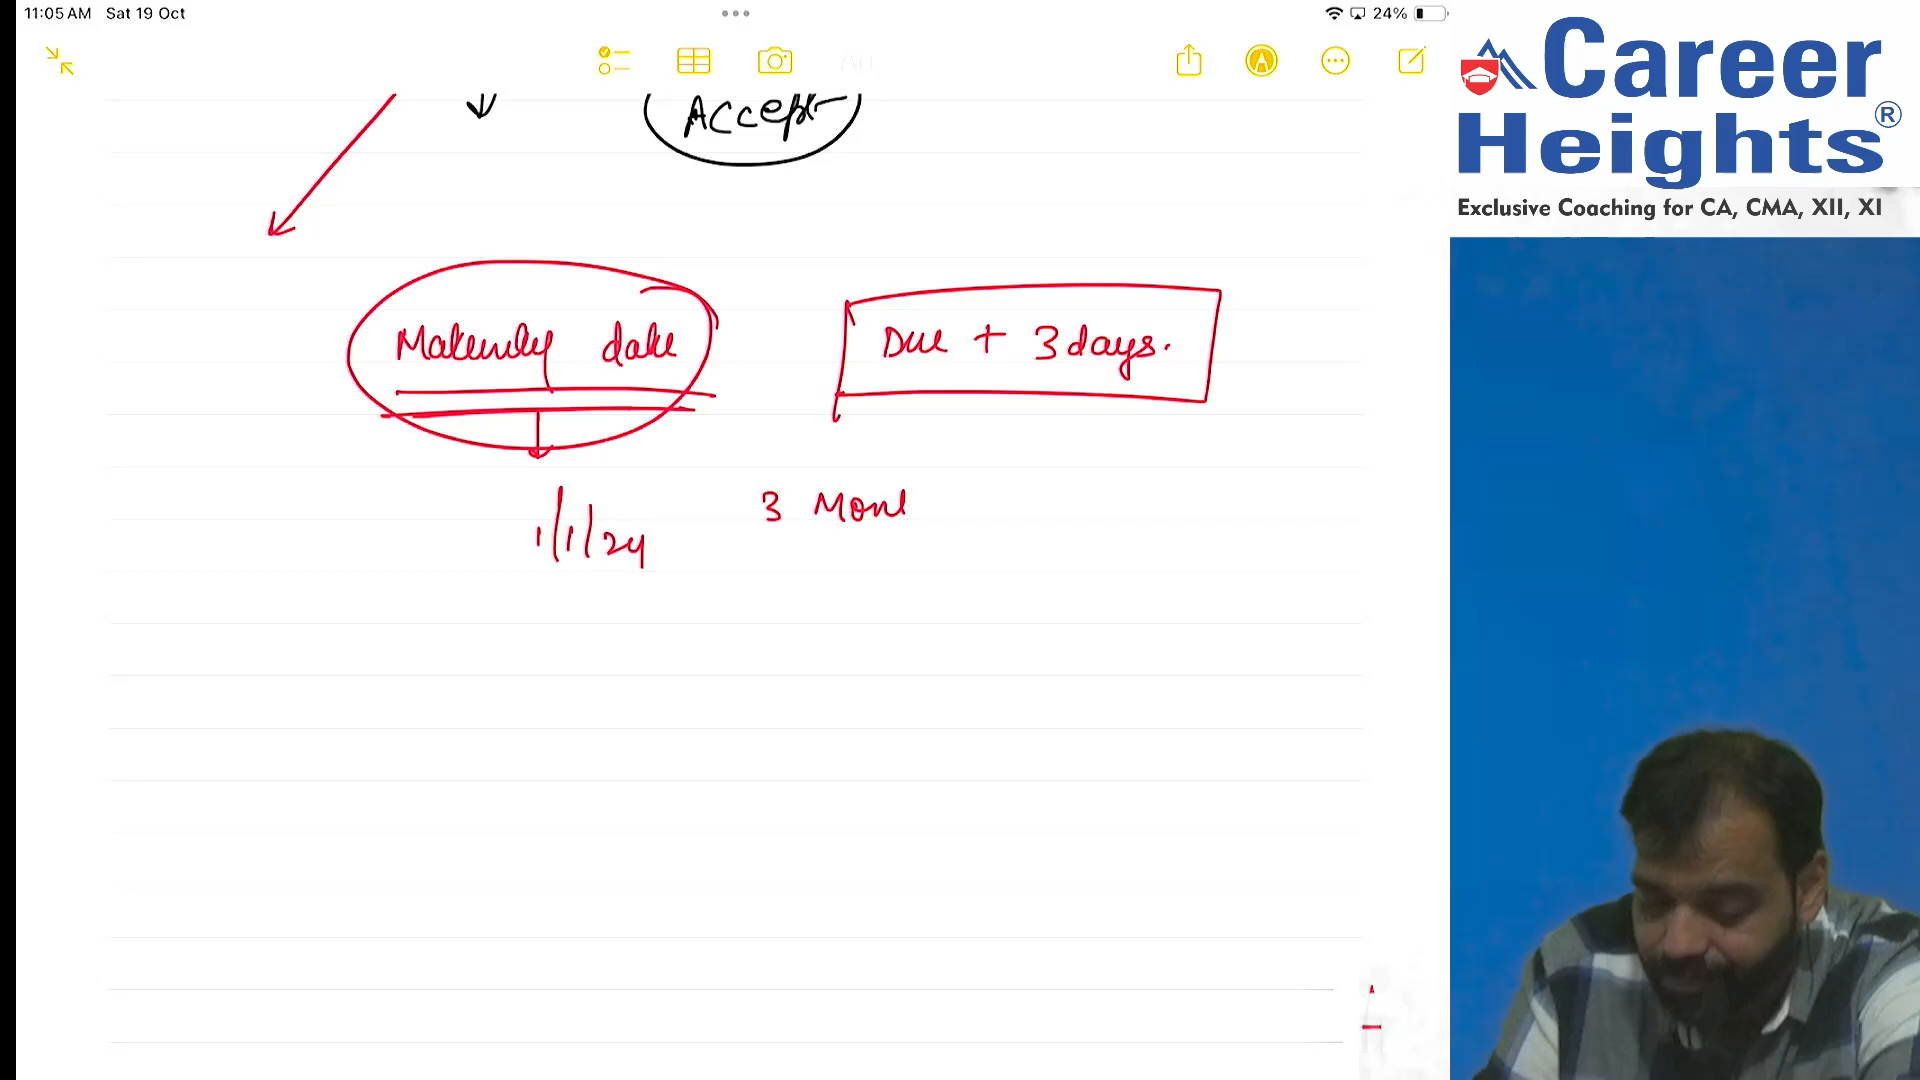 11:05 AM Sat 19 Oct
24%
Career
Heights®
Exclusive Coaching for CA, CMA, XII, XI
Accept
Maturity date
Due + 3 days.
1/1/24
3 Mont